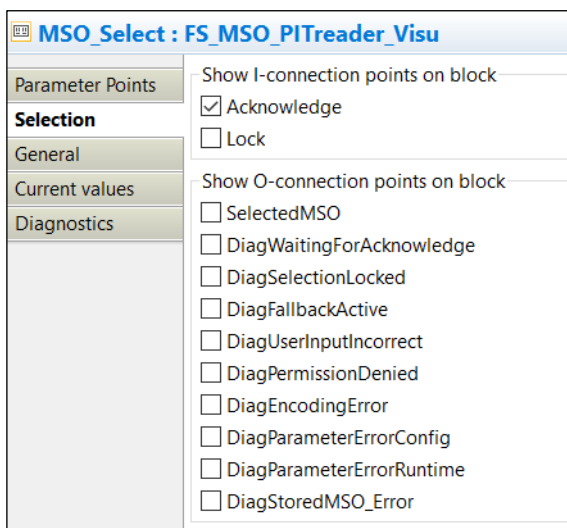 MSO_Select : FS_MSO_PITreader_Visu
Parameter Points
Selection
General
Current values
Diagnostics
Show I-connection points on block
Acknowledge
Lock
Show O-connection points on block
SelectedMSO
DiagWaitingForAcknowledge
DiagSelectionLocked
DiagFallbackActive
DiagUserInputIncorrect
DiagPermissionDenied
DiagEncodingError
DiagParameterErrorConfig
DiagParameterErrorRuntime
DiagStoredMSO_Error